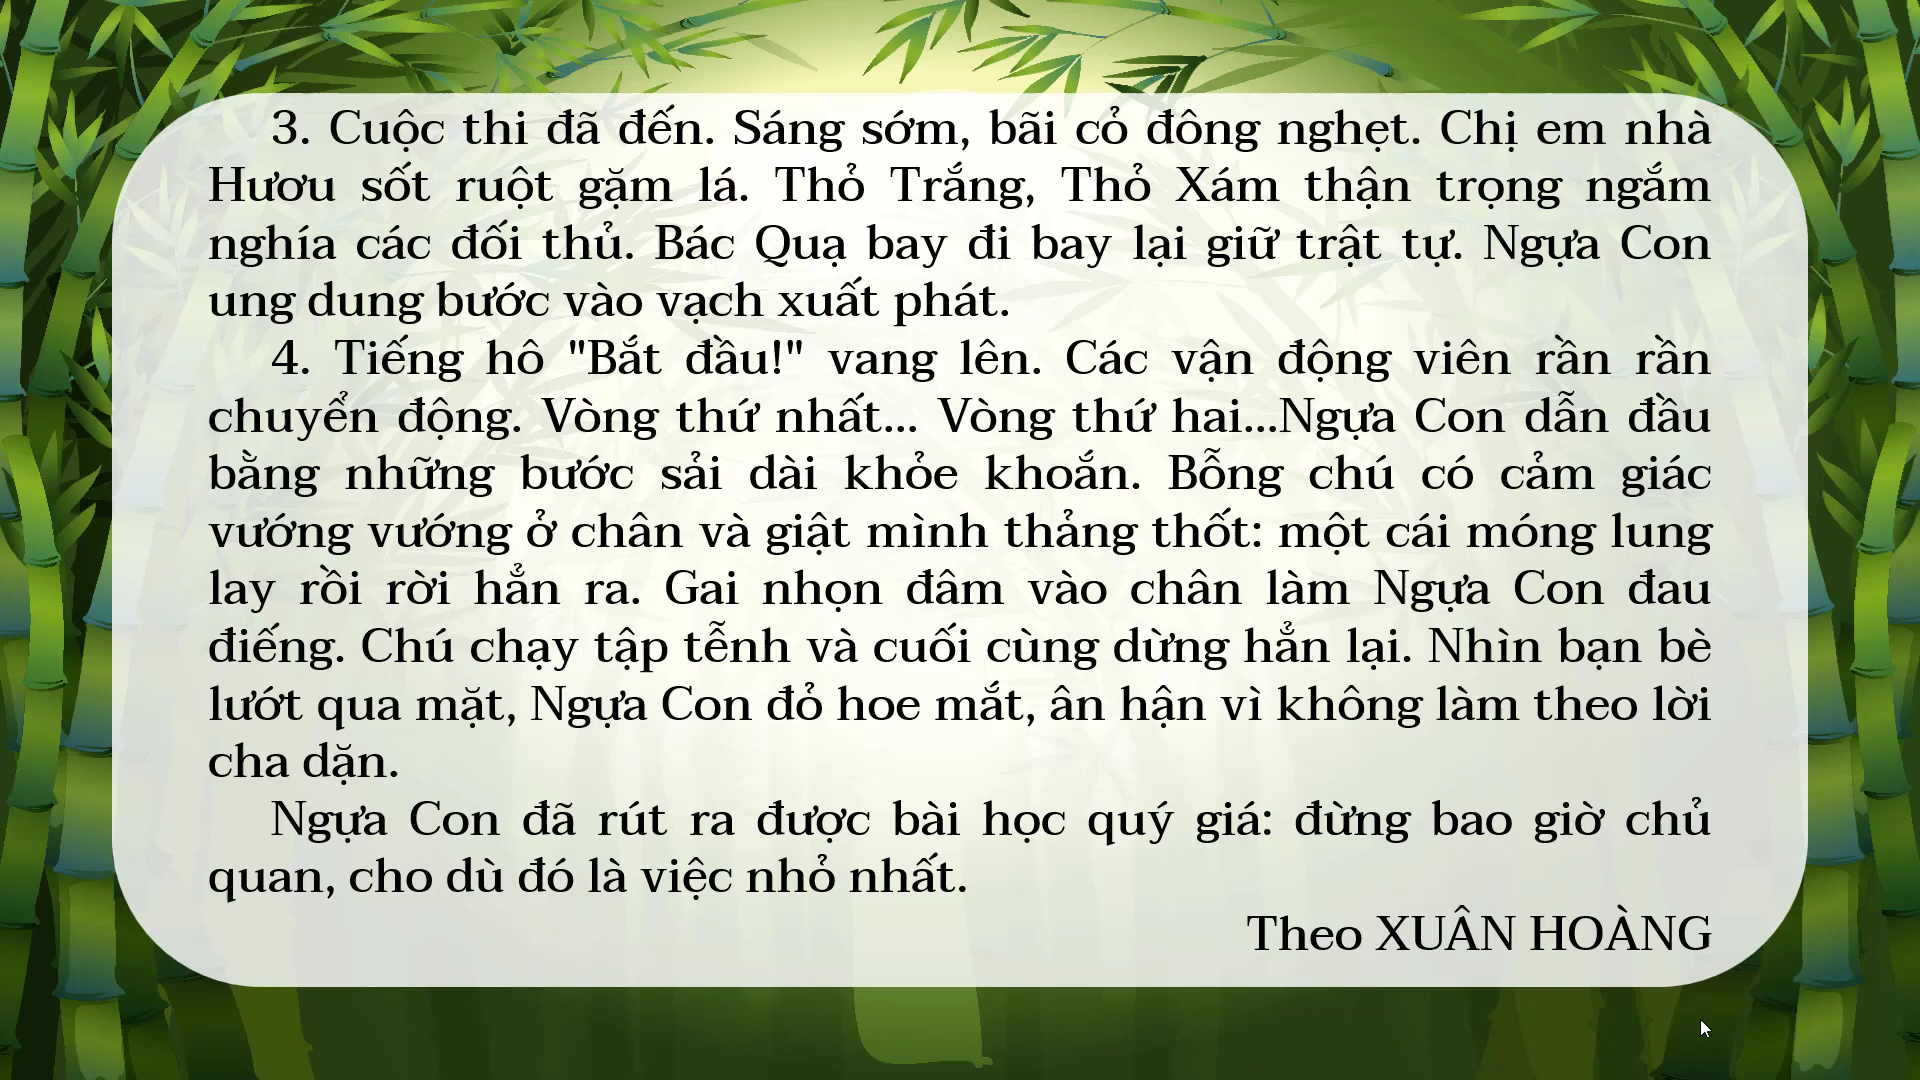 3. Cuộc thi đã đến. Sáng sớm, bãi cỏ đông nghẹt. Chị em nhà
Hươu sốt ruột gặm lá. Thỏ Trắng, Thỏ Xám thận trọng ngắm
nghía các đối thủ. Bác Quạ bay đi bay lại giữ trật tự. Ngựa Con
ung dung bước vào vạch xuất phát.
4. Tiếng hô "Bắt đầu!" vang lên. Các vận động viên rần rần
chuyển động. Vòng thứ nhất... Vòng thứ hai...Ngựa Con dẫn đầu
bằng những bước sải dài khỏe khoắn. Bỗng chú có cảm giác
vướng vướng ở chân và giật mình thảng thốt: một cái móng lung
lay rồi rời hẳn ra. Gai nhọn đâm vào chân làm Ngựa Con đau
điếng. Chú chạy tập tễnh và cuối cùng dừng hẳn lại. Nhìn bạn bè
lướt qua mặt, Ngựa Con đỏ hoe mắt, ân hận vì không làm theo lời
cha dặn.
Ngựa Con đã rút ra được bài học quý giá: đừng bao giờ chủ
quan, cho dù đó là việc nhỏ nhất.
Theo XUÂN HOÀNG